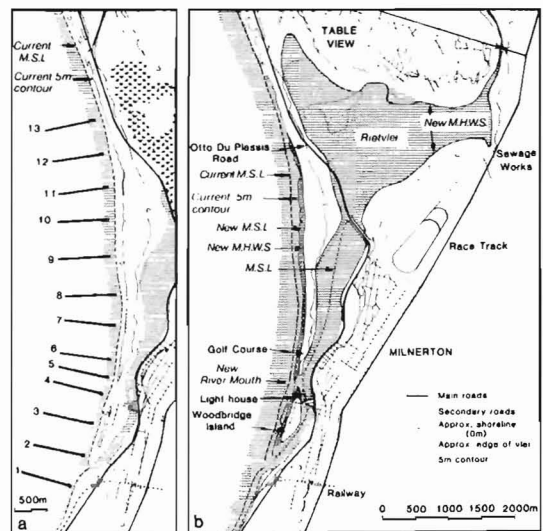 Current
M.S.L
Current 5m
contour
13
12
11
10
9
8
7
6
5
4
3
2
1
500m
a
b
TABLE
VIEW
New M.H.W.S
Rietvlei
Otto Du Plessis
Road
Sewage
Works
Current M.S.L
Current 5m
contour
New M.S.L
New M.H.W.S
M.S.L
Race Track
Golf Course
MILNERTON
New
River Mouth
Light house
Woodbridge
Island
Railway
Main roads
Secondary roads
Approx. shoreline
(0m)
Approx. edge of vlei
5m contour
0 500 1000 1500 2000m